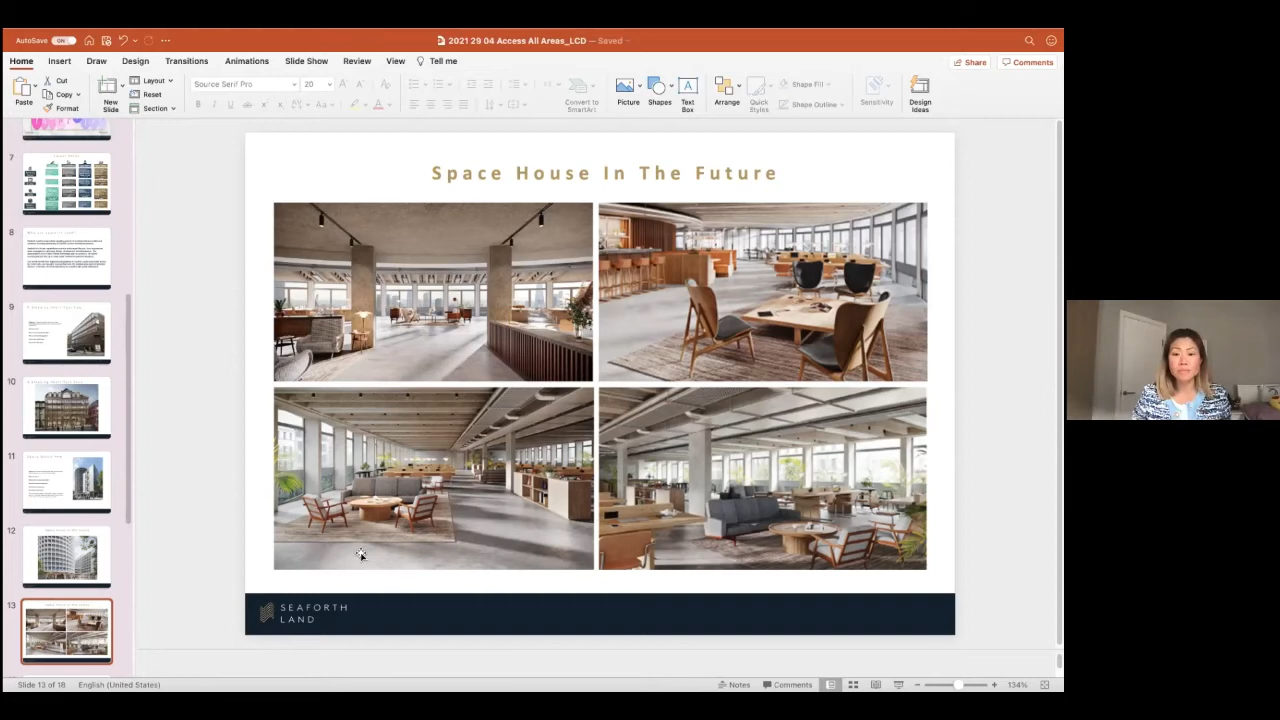 AutoSave ON
2021 29 04 Access All Areas_LCD — Saved
Home Insert Draw Design Transitions Animations Slide Show Review View Tell me
Share Comments
Paste Cut Copy Format
New Slide
Layout Reset Section
Source Serif Pro 20
Convert to SmartArt
Picture Shapes Text Box
Arrange Quick Styles
Shape Fill
Shape Outline
Sensitivity
Design Ideas
7
8
9
10
11
12
13
Space House In The Future
SEAFORTH
LAND
Slide 13 of 18 English (United States)
Notes Comments 134%